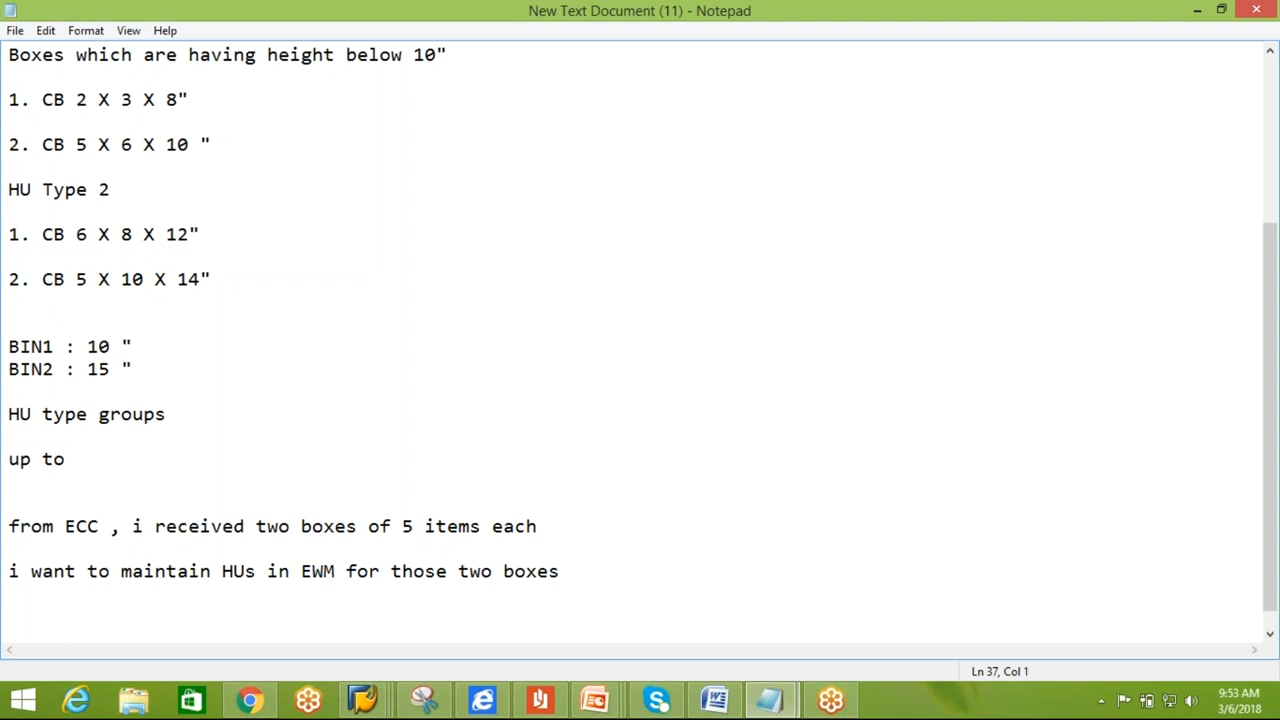 New Text Document (11) - Notepad
File Edit Format View Help
Boxes which are having height below 10"
1. CB 2 X 3 X 8"
2. CB 5 X 6 X 10 "
HU Type 2
1. CB 6 X 8 X 12"
2. CB 5 X 10 X 14"
BIN1 : 10 "
BIN2 : 15 "
HU type groups
up to
from ECC , i received two boxes of 5 items each
i want to maintain HUs in EWM for those two boxes
Ln 37, Col 1
9:53 AM
3/6/2018